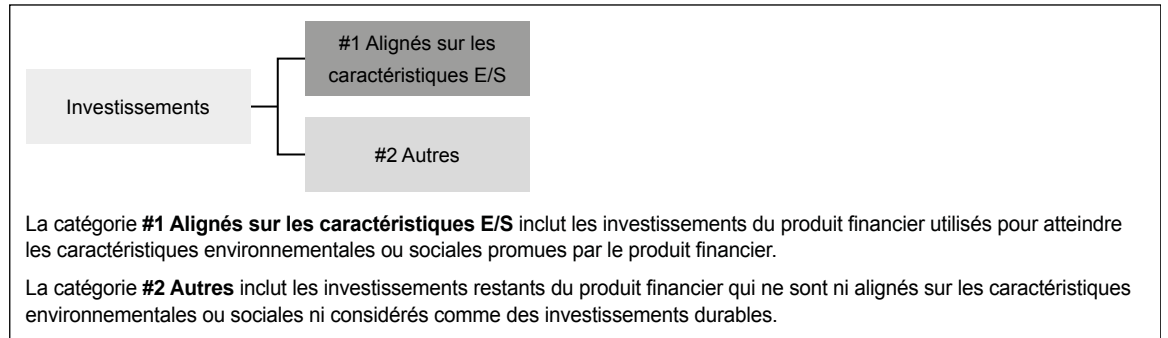 #1 Alignés sur les
caractéristiques E/S
Investissements
#2 Autres
La catégorie #1 Alignés sur les caractéristiques E/S inclut les investissements du produit financier utilisés pour atteindre
les caractéristiques environnementales ou sociales promues par le produit financier.
La catégorie #2 Autres inclut les investissements restants du produit financier qui ne sont ni alignés sur les caractéristiques
environnementales ou sociales ni considérés comme des investissements durables.